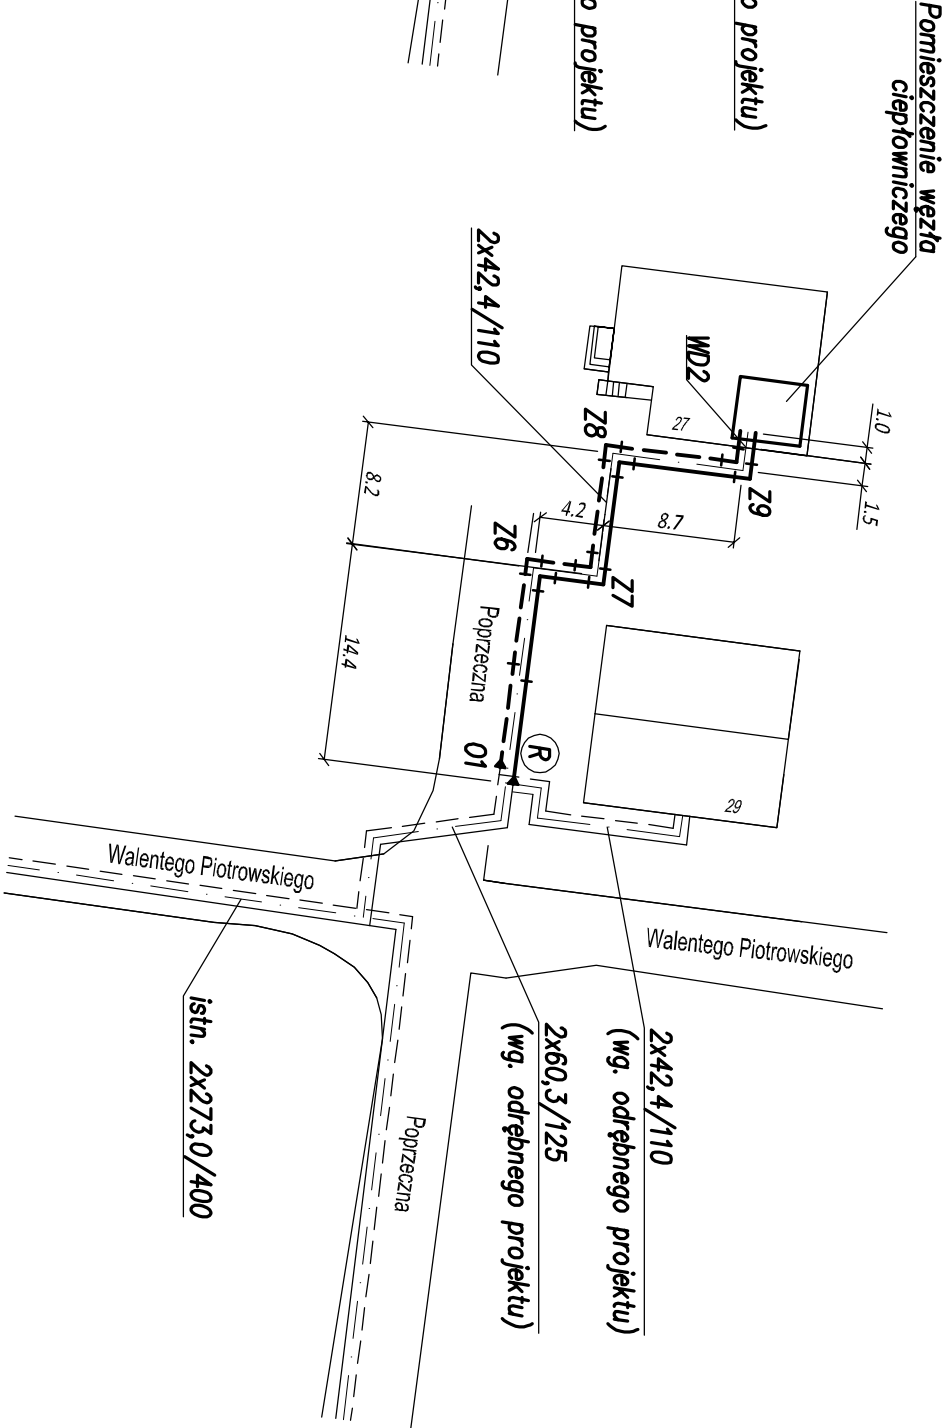 Pomieszczenie węzła
ciepłowniczego
o projektu)
o projektu)
1.0
1.5
WD2
27
Z9
8.7
4.2
Z8
2x42,4/110
8.2
Z7
Z6
Poprzeczna
14.4
R
O1
29
Walentego Piotrowskiego
Walentego Piotrowskiego
2x42,4/110
(wg. odrębnego projektu)
2x60,3/125
(wg. odrębnego projektu)
Poprzeczna
istn. 2x273,0/400